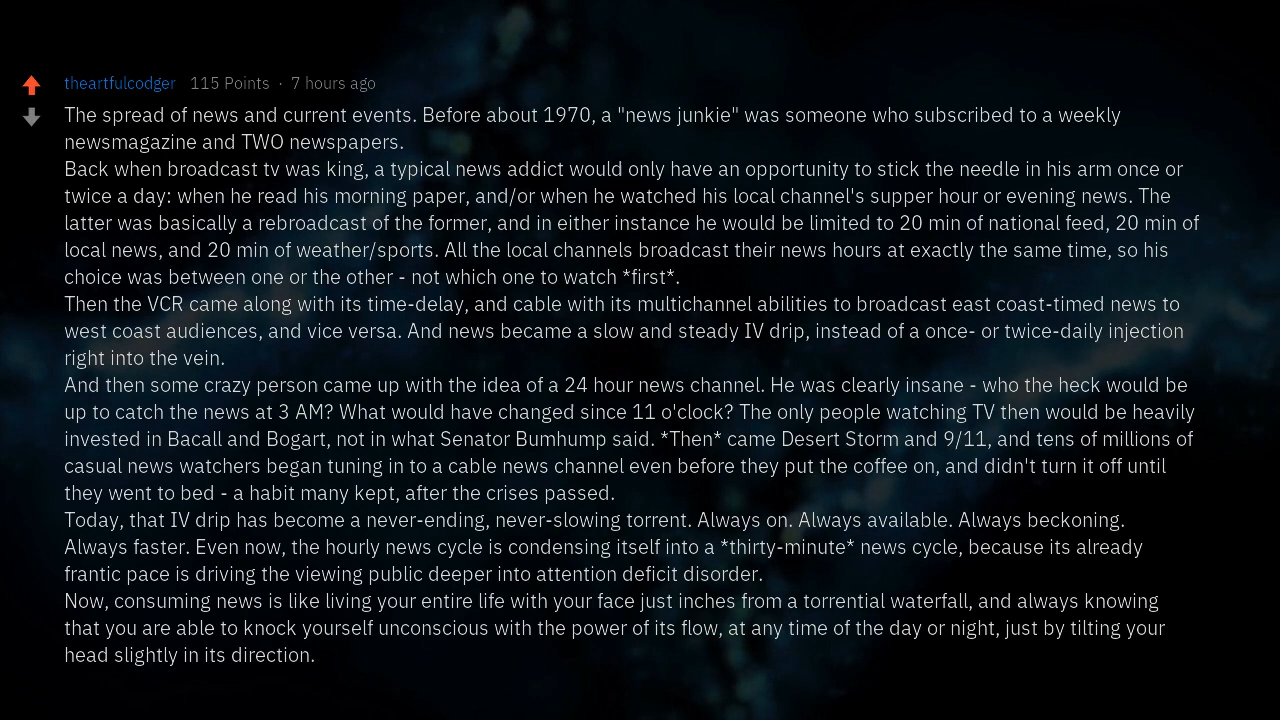 theartfulcodger 115 Points · 7 hours ago
The spread of news and current events. Before about 1970, a "news junkie" was someone who subscribed to a weekly
newsmagazine and TWO newspapers.
Back when broadcast tv was king, a typical news addict would only have an opportunity to stick the needle in his arm once or
twice a day: when he read his morning paper, and/or when he watched his local channel's supper hour or evening news. The
latter was basically a rebroadcast of the former, and in either instance he would be limited to 20 min of national feed, 20 min of
local news, and 20 min of weather/sports. All the local channels broadcast their news hours at exactly the same time, so his
choice was between one or the other - not which one to watch *first*.
Then the VCR came along with its time-delay, and cable with its multichannel abilities to broadcast east coast-timed news to
west coast audiences, and vice versa. And news became a slow and steady IV drip, instead of a once- or twice-daily injection
right into the vein.
And then some crazy person came up with the idea of a 24 hour news channel. He was clearly insane - who the heck would be
up to catch the news at 3 AM? What would have changed since 11 o'clock? The only people watching TV then would be heavily
invested in Bacall and Bogart, not in what Senator Bumhump said. *Then* came Desert Storm and 9/11, and tens of millions of
casual news watchers began tuning in to a cable news channel even before they put the coffee on, and didn't turn it off until
they went to bed - a habit many kept, after the crises passed.
Today, that IV drip has become a never-ending, never-slowing torrent. Always on. Always available. Always beckoning.
Always faster. Even now, the hourly news cycle is condensing itself into a *thirty-minute* news cycle, because its already
frantic pace is driving the viewing public deeper into attention deficit disorder.
Now, consuming news is like living your entire life with your face just inches from a torrential waterfall, and always knowing
that you are able to knock yourself unconscious with the power of its flow, at any time of the day or night, just by tilting your
head slightly in its direction.